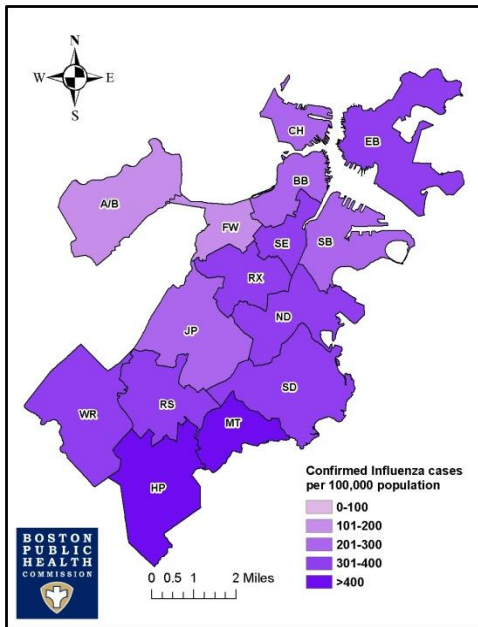 N
W E
S
CH
EB
BB
A/B
FW
SE
SB
RX
ND
JP
SD
WR
RS
MT
HP
Confirmed Influenza cases
per 100,000 population
0-100
101-200
201-300
301-400
>400
BOSTON
PUBLIC
HEALTH
COMMISSION
0 0.5 1 2 Miles